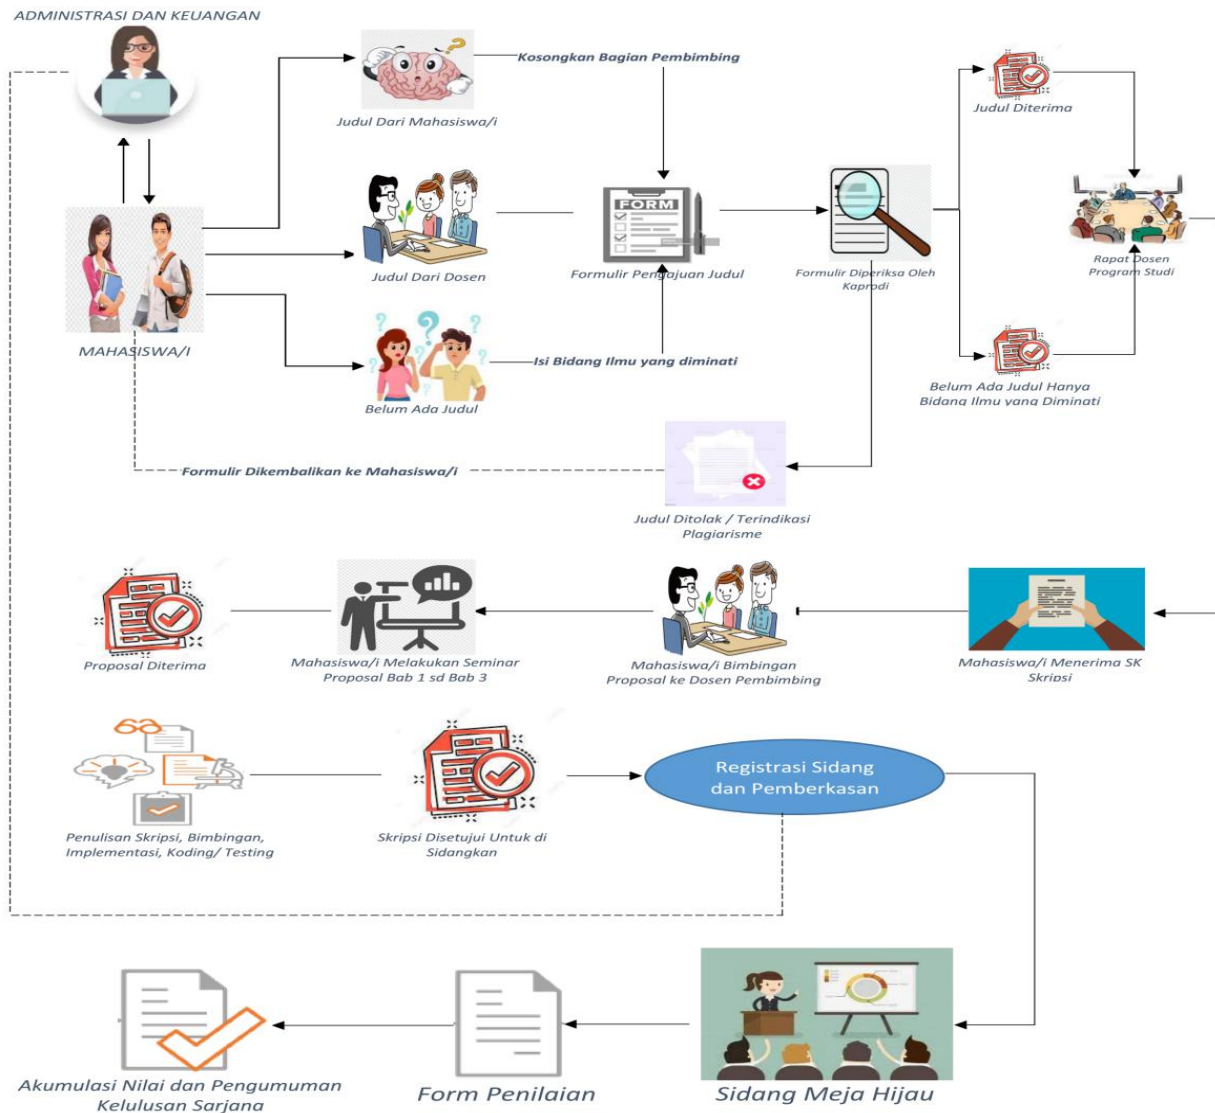 ADMINISTRASI DAN KEUANGAN
Kosongkan Bagian Pembimbing
Judul Dari Mahasiswa/i
Judul Diterima
FORM
Judul Dari Dosen
Formulir Pengajuan Judul
Formulir Diperiksa Oleh
Kaprodi
Rapat Dosen
Program Studi
MAHASISWA/I
Isi Bidang Ilmu yang diminati
Belum Ada Judul
Belum Ada Judul Hanya
Bidang Ilmu yang Diminati
Formulir Dikembalikan ke Mahasiswa/i
Judul Ditolak / Terindikasi
Plagiarisme
Proposal Diterima
Mahasiswa/i Melakukan Seminar
Proposal Bab 1 sd Bab 3
Mahasiswa/i Bimbingan
Proposal ke Dosen Pembimbing
Mahasiswa/i Menerima SK
Skripsi
Registrasi Sidang
dan Pemberkasan
Penulisan Skripsi, Bimbingan,
Implementasi, Koding/ Testing
Skripsi Disetujui Untuk di
Sidangkan
Akumulasi Nilai dan Pengumuman
Kelulusan Sarjana
Form Penilaian
Sidang Meja Hijau